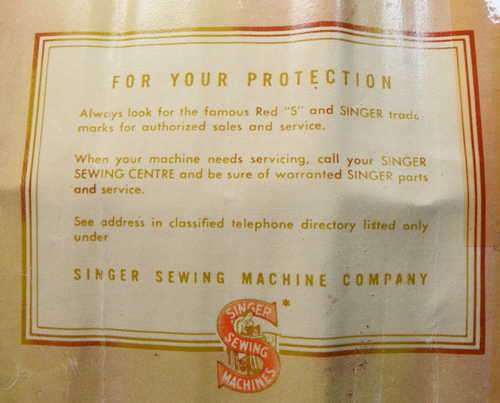 FOR YOUR PROTECTION
Always look for the famous Red "S" and SINGER trade
marks for authorized sales and service.
When your machine needs servicing, call your SINGER
SEWING CENTRE and be sure of warranted SINGER parts
and service.
See address in classified telephone directory listed only
under
SINGER SEWING MACHINE COMPANY
SINGER *
SEWING
MACHINES